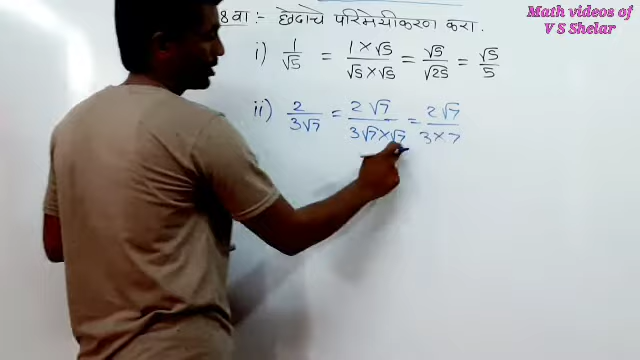 Math videos of
V S Shelar
8वा :- छेदाचे परिमेयीकरण करा.
i) 1/√5 = 1×√5/√5×√5 = √5/√25 = √5/5
ii) 2/3√7 = 2√7/3√7×√7 = 2√7/3×7